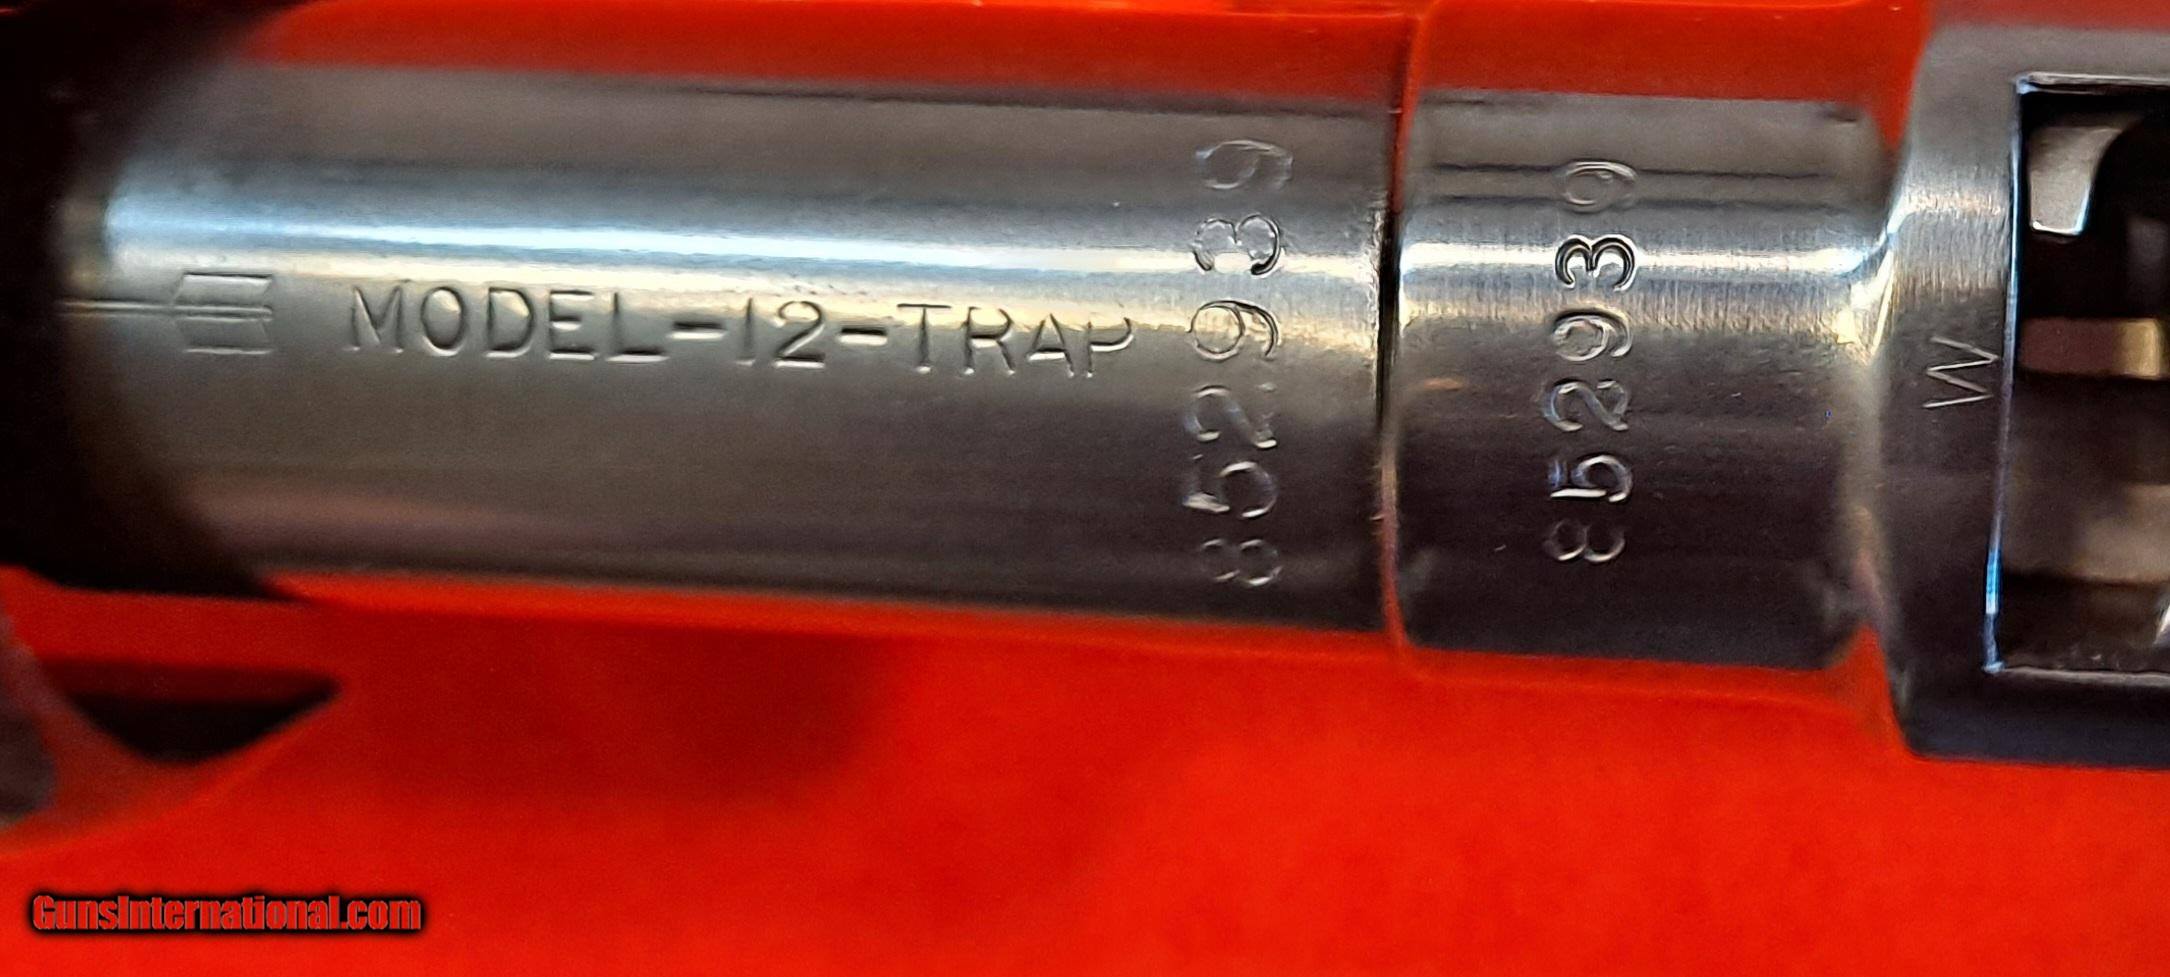 MODEL-12-TRAP
852939
852939
W
GunsInternational.com